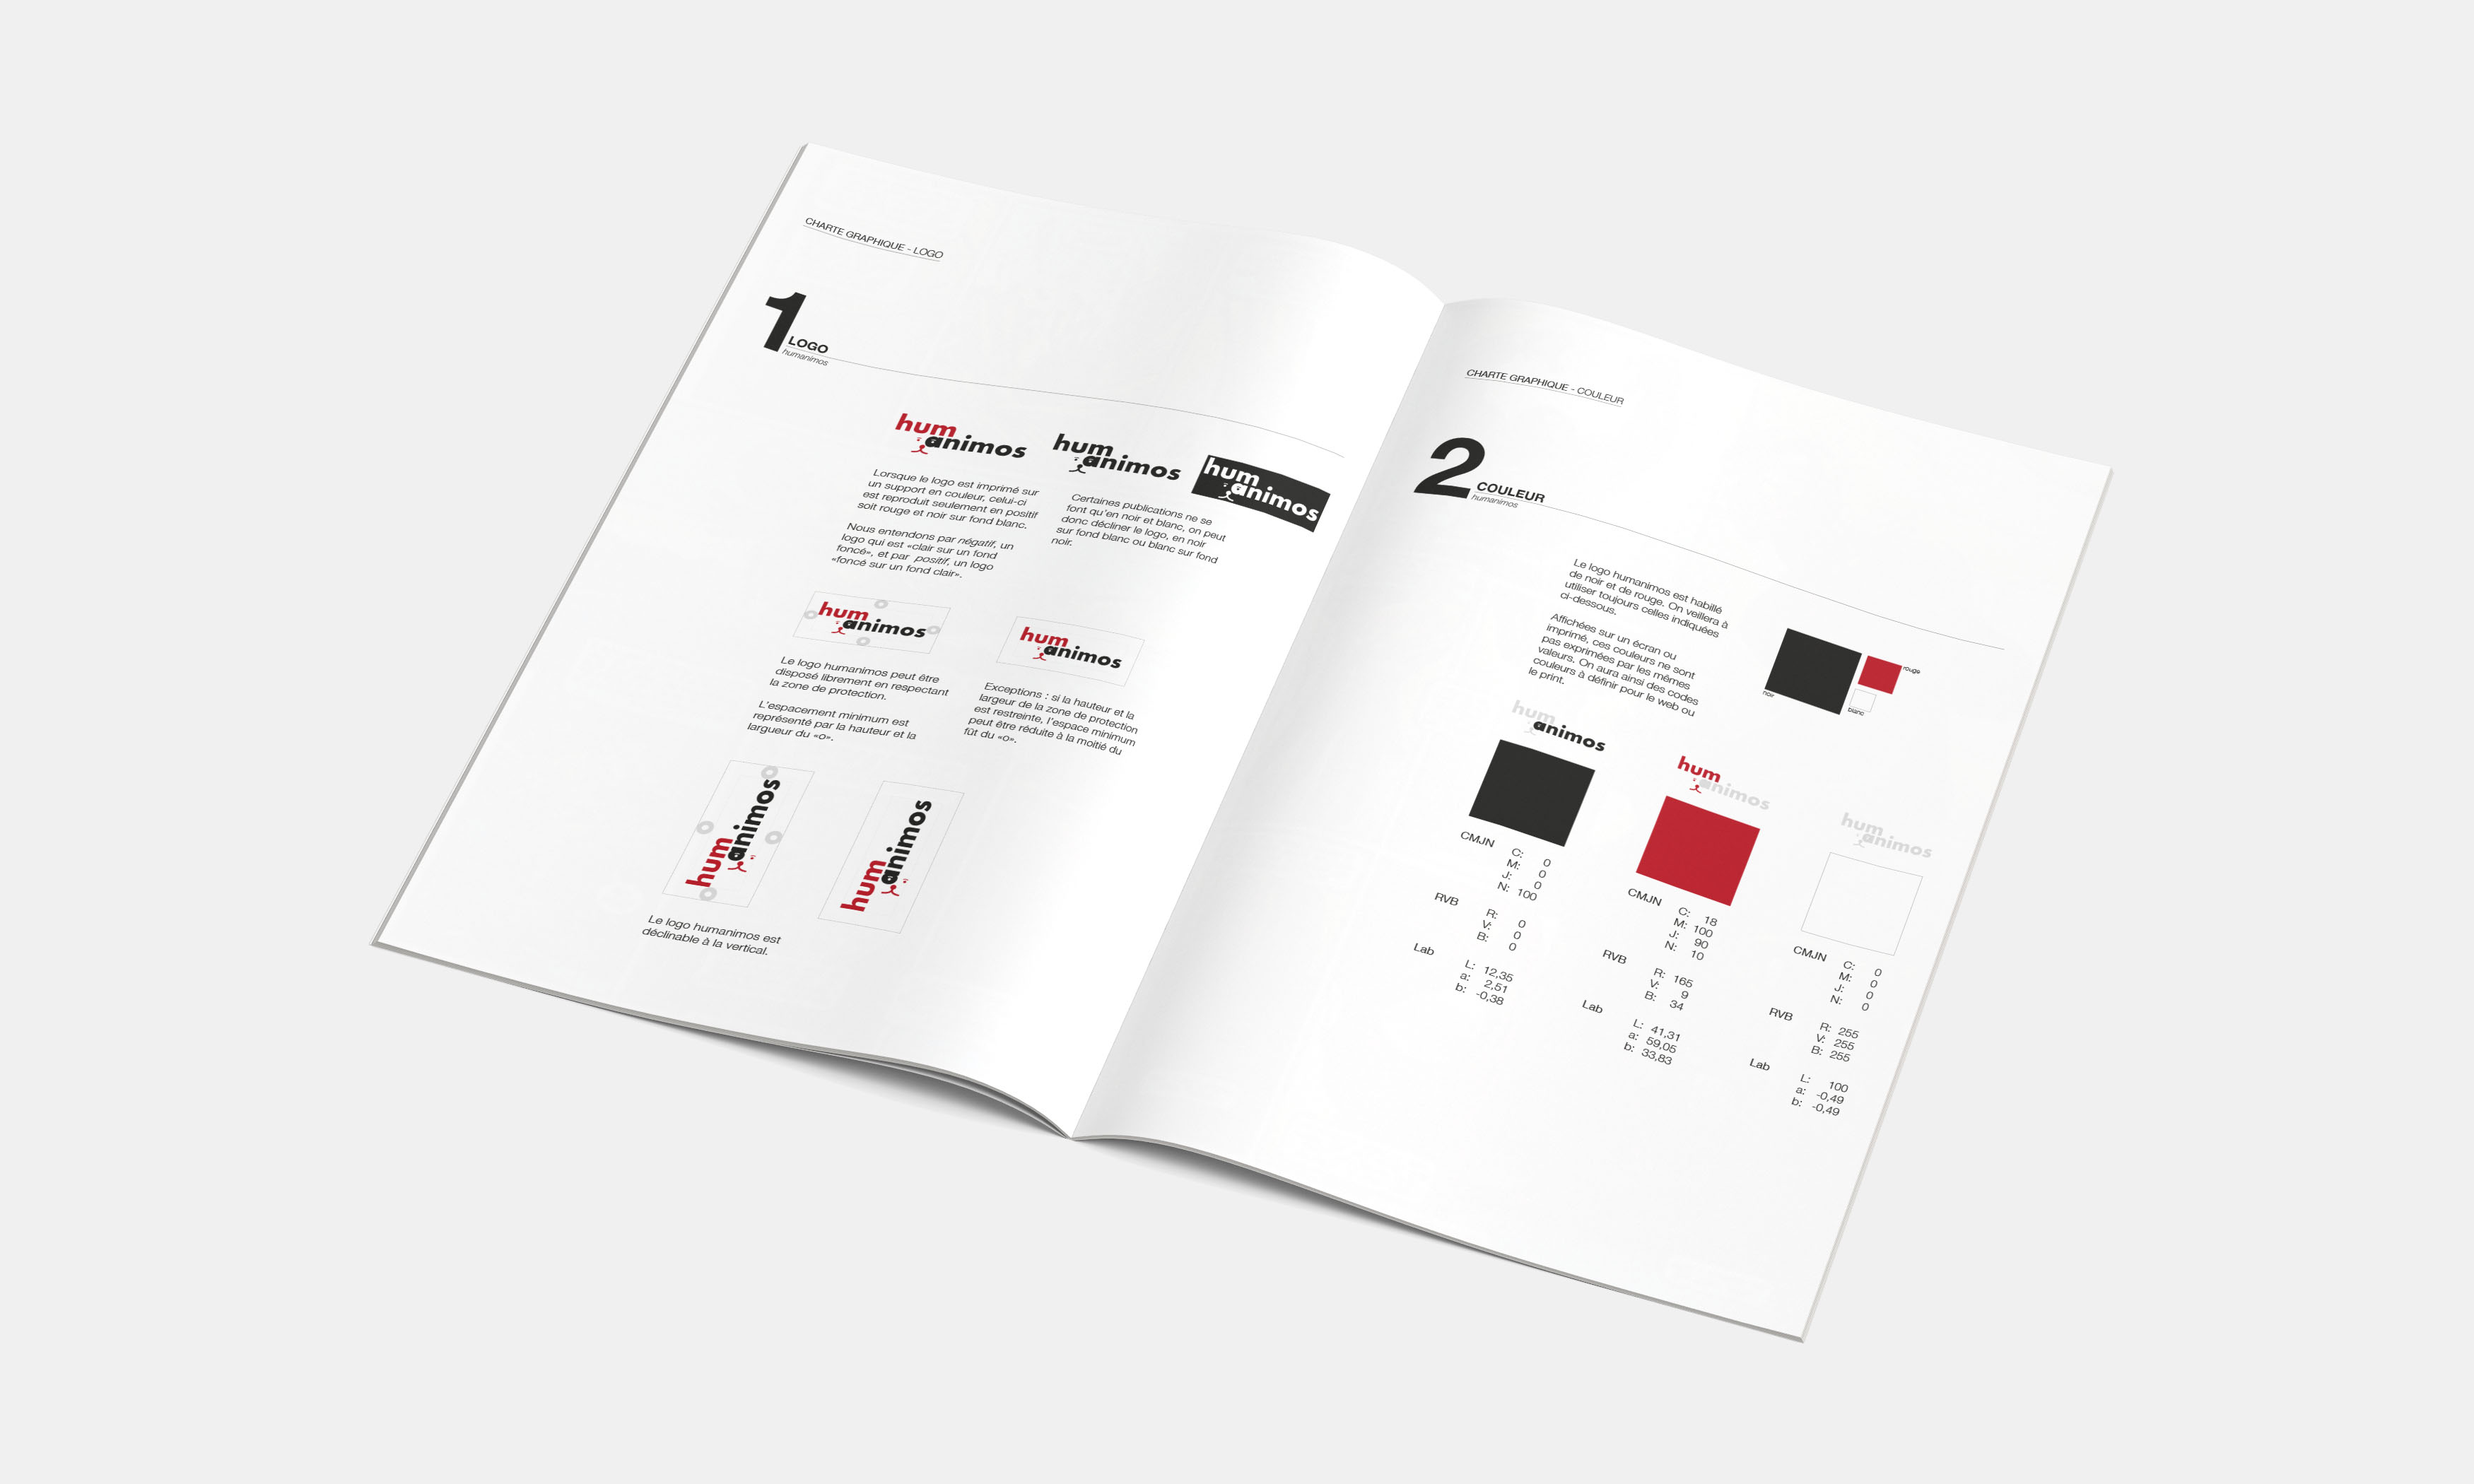 CHARTE GRAPHIQUE - LOGO
1
LOGO
humanimos
hum
animos
Lorsque le logo est imprimé sur
un support en couleur, celui-ci
est reproduit seulement en positif
soit rouge et noir sur fond blanc.
Nous entendons par négatif, un
logo qui est «clair sur un fond
foncé», et par positif, un logo
«foncé sur un fond clair».
hum
animos
hum
animos
Certaines publications ne se
font qu'en noir et blanc, on peut
donc décliner le logo, en noir
sur fond blanc ou blanc sur fond
noir.
hum
animos
Le logo humanimos peut être
disposé librement en respectant
la zone de protection.
L'espacement minimum est
représenté par la hauteur et la
largueur du «o».
hum
animos
Exceptions : si la hauteur et la
largeur de la zone de protection
est restreinte, l'espace minimum
peut être réduite à la moitié du
fût du «o».
hum
animos
hum
animos
Le logo humanimos est
déclinable à la vertical.
CHARTE GRAPHIQUE - COULEUR
2
COULEUR
humanimos
Le logo humanimos est habillé
de noir et de rouge. On veillera à
utiliser toujours celles indiquées
ci-dessous.
Affichées sur un écran ou
imprimé, ces couleurs ne sont
pas exprimées par les mêmes
valeurs. On aura ainsi des codes
couleurs à définir pour le web ou
le print.
noir
rouge
blanc
hum
animos
CMJN
C: 0
M: 0
J: 0
N: 100
RVB
R: 0
V: 0
B: 0
Lab
L: 12,35
a: 2,51
b: -0,38
hum
animos
CMJN
C: 18
M: 100
J: 90
N: 10
RVB
R: 165
V: 9
B: 34
Lab
L: 41,31
a: 59,05
b: 33,83
hum
animos
CMJN
C: 0
M: 0
J: 0
N: 0
RVB
R: 255
V: 255
B: 255
Lab
L: 100
a: -0,49
b: -0,49